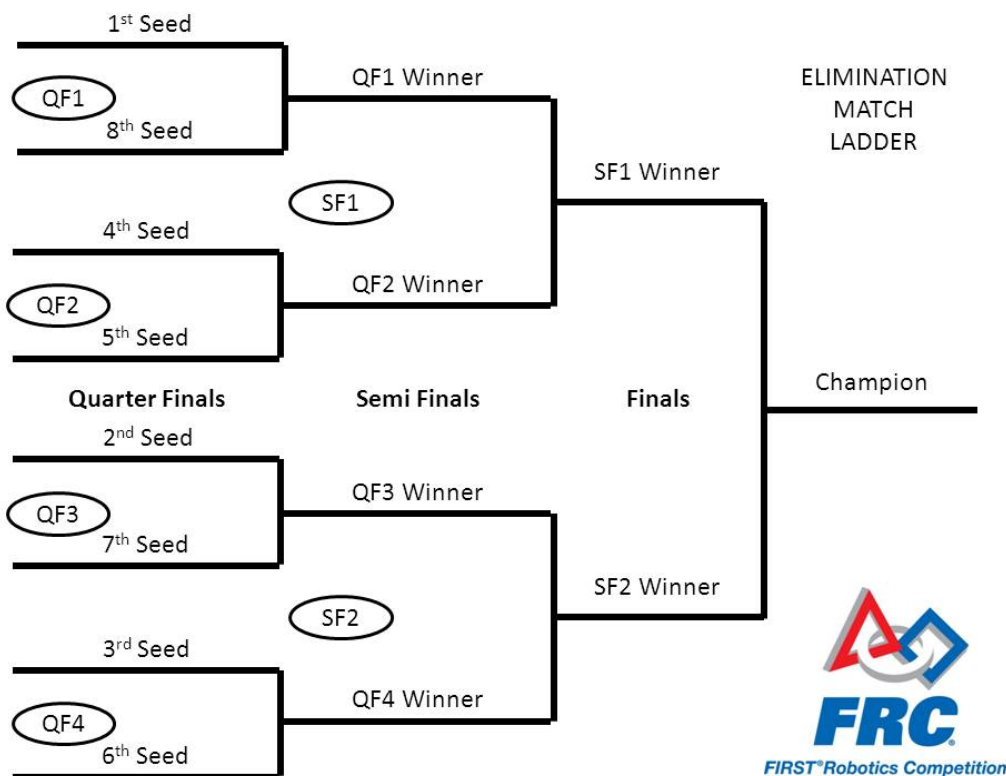 1st Seed
QF1
8th Seed
QF1 Winner
SF1
4th Seed
QF2
5th Seed
QF2 Winner
SF1 Winner
ELIMINATION
MATCH
LADDER
Quarter Finals
Semi Finals
Finals
Champion
2nd Seed
QF3
7th Seed
QF3 Winner
SF2
3rd Seed
QF4
6th Seed
QF4 Winner
SF2 Winner
FRC
FIRST®Robotics Competition